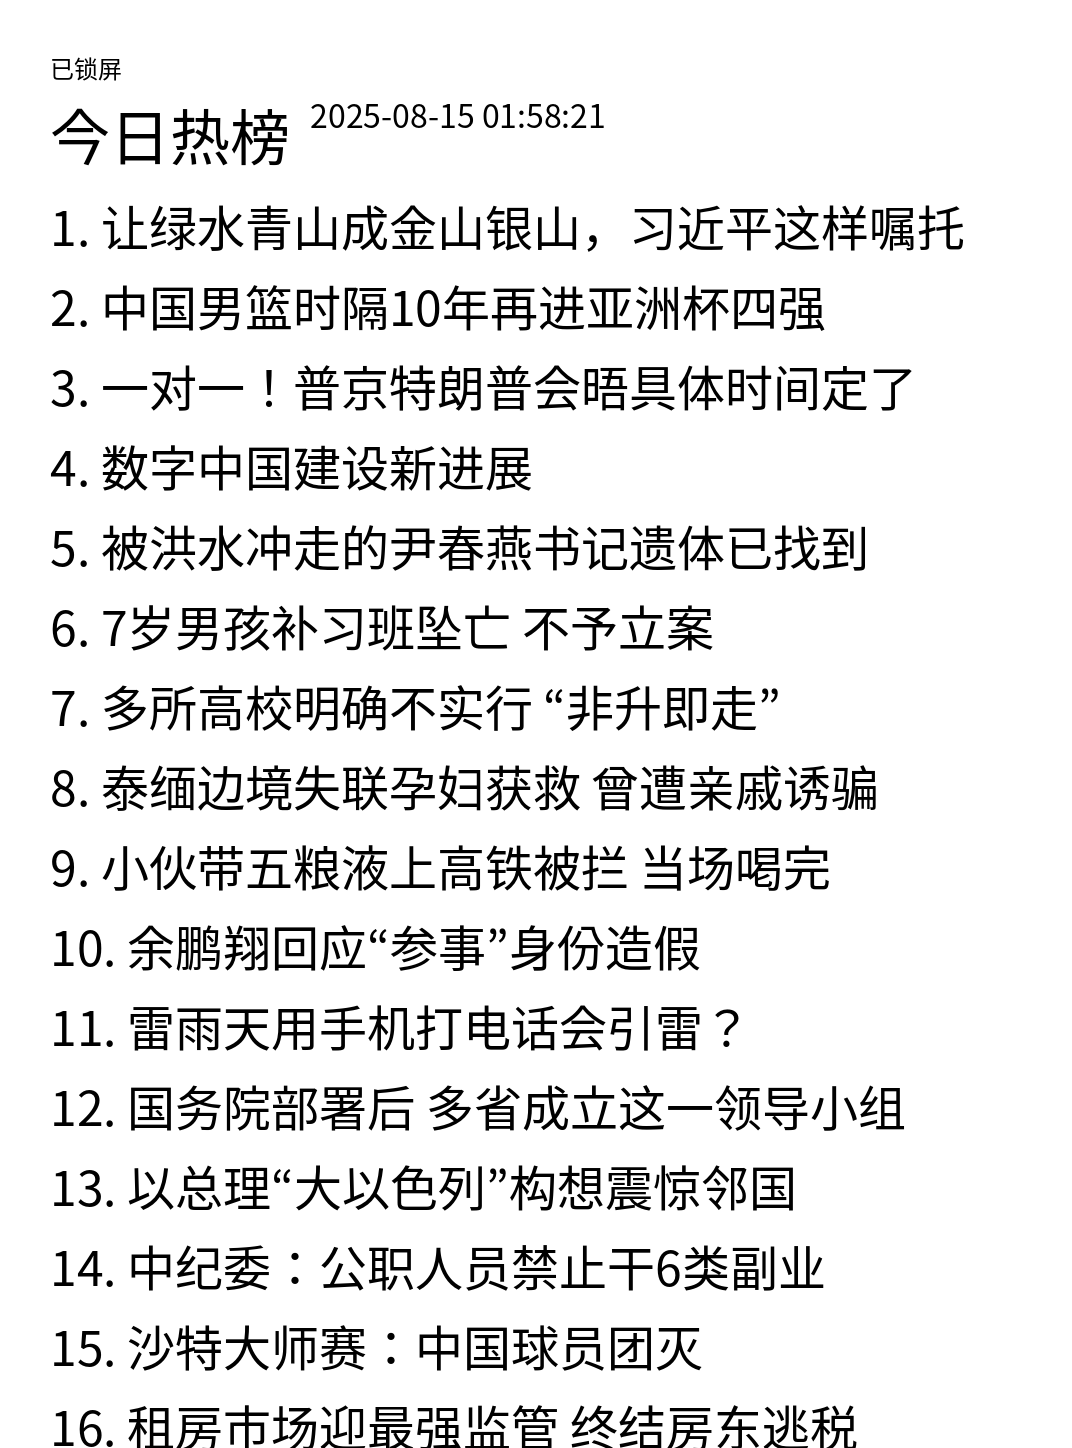 已锁屏
今日热榜 2025-08-15 01:58:21
1. 让绿水青山成金山银山，习近平这样嘱托
2. 中国男篮时隔10年再进亚洲杯四强
3. 一对一！普京特朗普会晤具体时间定了
4. 数字中国建设新进展
5. 被洪水冲走的尹春燕书记遗体已找到
6. 7岁男孩补习班坠亡 不予立案
7. 多所高校明确不实行 “非升即走”
8. 泰缅边境失联孕妇获救 曾遭亲戚诱骗
9. 小伙带五粮液上高铁被拦 当场喝完
10. 余鹏翔回应“参事”身份造假
11. 雷雨天用手机打电话会引雷？
12. 国务院部署后 多省成立这一领导小组
13. 以总理“大以色列”构想震惊邻国
14. 中纪委：公职人员禁止干6类副业
15. 沙特大师赛：中国球员团灭
16. 租房市场迎最强监管 终结房东逃税